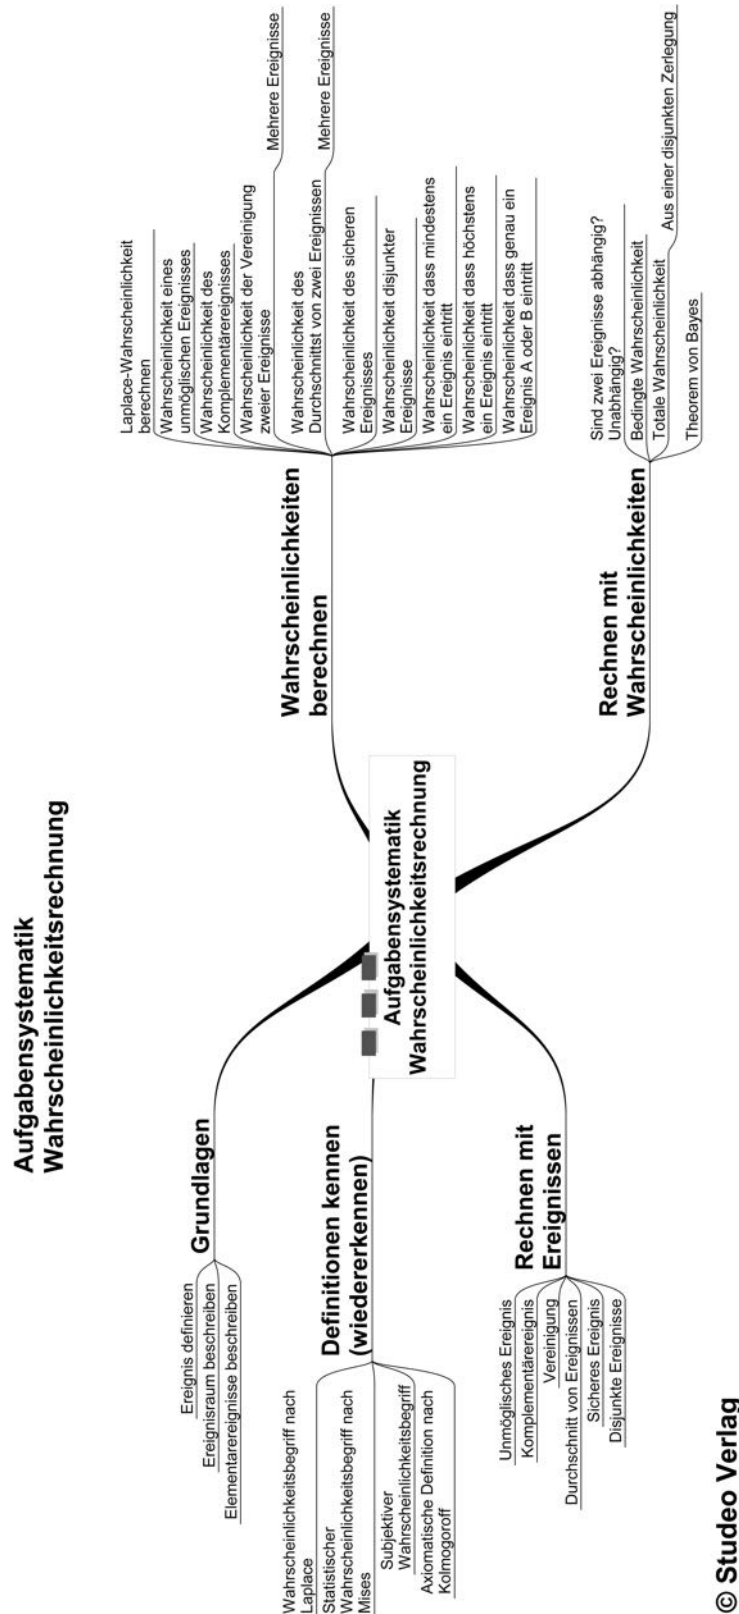 Aufgabensystematik
Wahrscheinlichkeitsrechnung
Grundlagen
Ereignis definieren
Ereignisraum beschreiben
Elementarereignisse beschreiben
Definitionen kennen
(wiedererkennen)
Wahrscheinlichkeitsbegriff nach
Laplace
Statistischer
Wahrscheinlichkeitsbegriff nach
Mises
Subjektiver
Wahrscheinlichkeitsbegriff
Axiomatische Definition nach
Kolmogoroff
Rechnen mit
Ereignissen
Unmöglisches Ereignis
Komplementärereignis
Vereinigung
Durchschnitt von Ereignissen
Sicheres Ereignis
Disjunkte Ereignisse
Aufgabensystematik
Wahrscheinlichkeitsrechnung
Wahrscheinlichkeiten
berechnen
Laplace-Wahrscheinlichkeit
berechnen
Wahrscheinlichkeit eines
unmöglichen Ereignisses
Wahrscheinlichkeit des
Komplementärereignisses
Wahrscheinlichkeit der Vereinigung
zweier Ereignisse
Mehrere Ereignisse
Wahrscheinlichkeit des
Durchschnittst von zwei Ereignissen
Mehrere Ereignisse
Wahrscheinlichkeit des sicheren
Ereignisses
Wahrscheinlichkeit disjunkter
Ereignisse
Wahrscheinlichkeit dass mindestens
ein Ereignis eintritt
Wahrscheinlichkeit dass höchstens
ein Ereignis eintritt
Wahrscheinlichkeit dass genau ein
Ereignis A oder B eintritt
Rechnen mit
Wahrscheinlichkeiten
Sind zwei Ereignisse abhängig?
Unabhängig?
Bedingte Wahrscheinlichkeit
Totale Wahrscheinlichkeit
Aus einer disjunkten Zerlegung
Theorem von Bayes
© Studeo Verlag